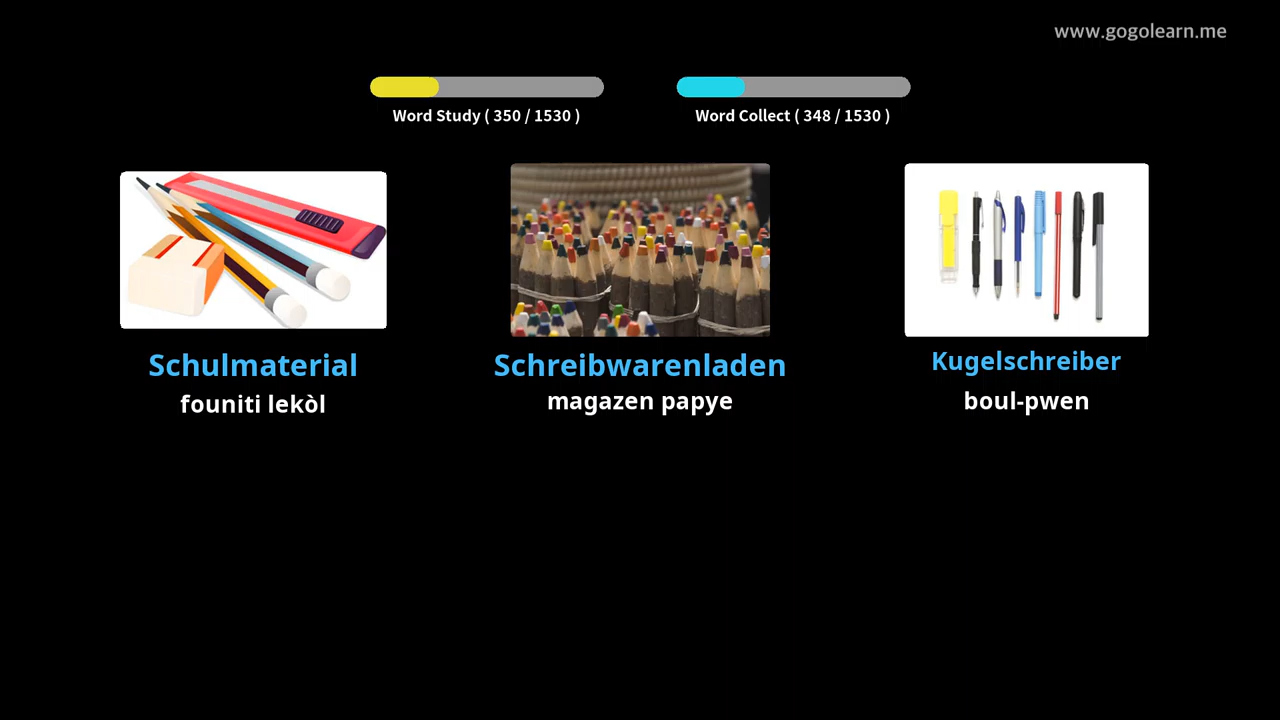 www.gogolearn.me
Word Study ( 350 / 1530 )
Word Collect ( 348 / 1530 )
Schulmaterial
founiti lekòl
Schreibwarenladen
magazen papye
Kugelschreiber
boul-pwen